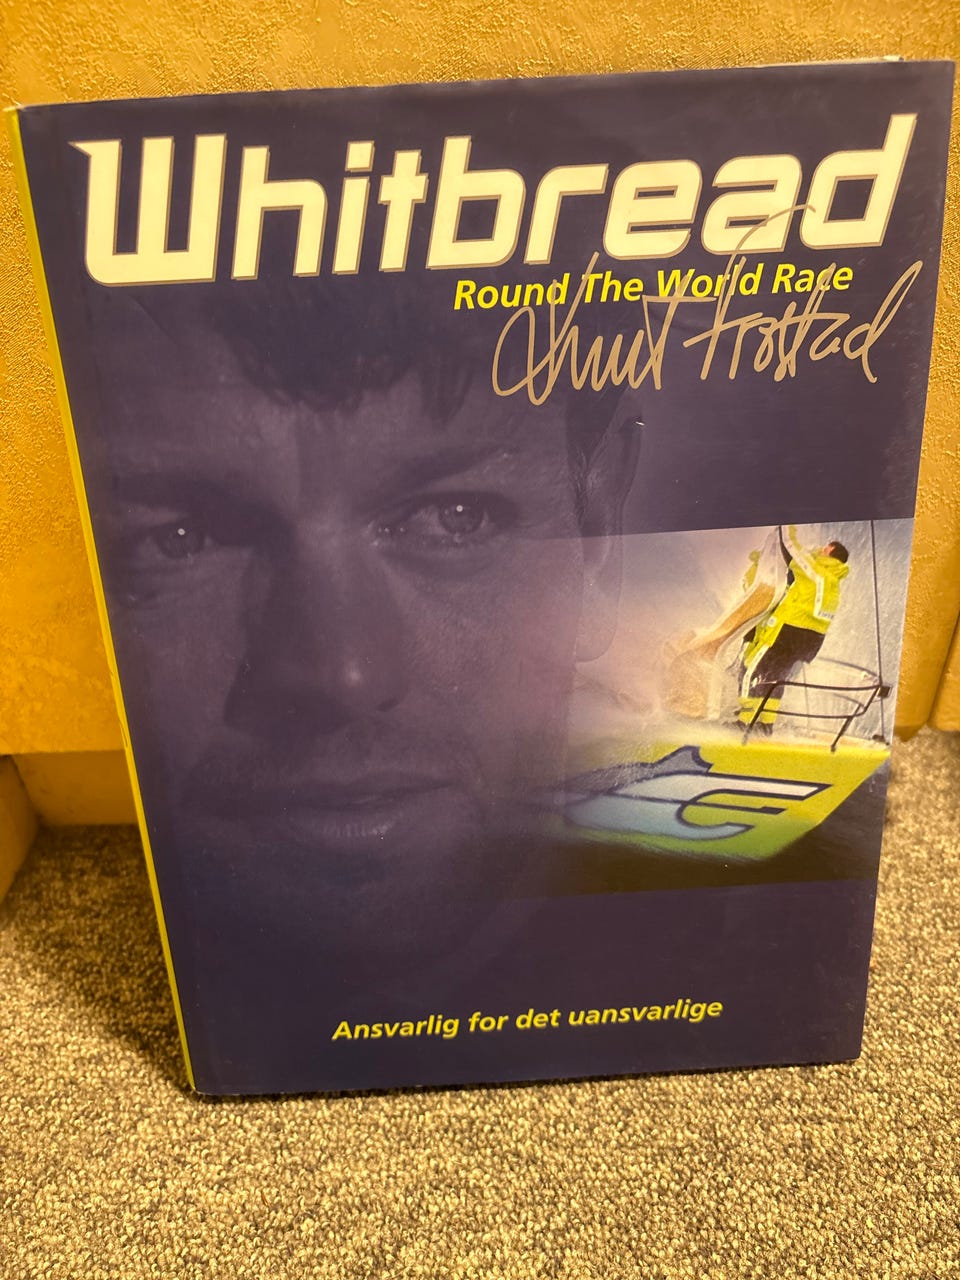 Whitbread
Round The World Race
Knut Frostad
Ansvarlig for det uansvarlige